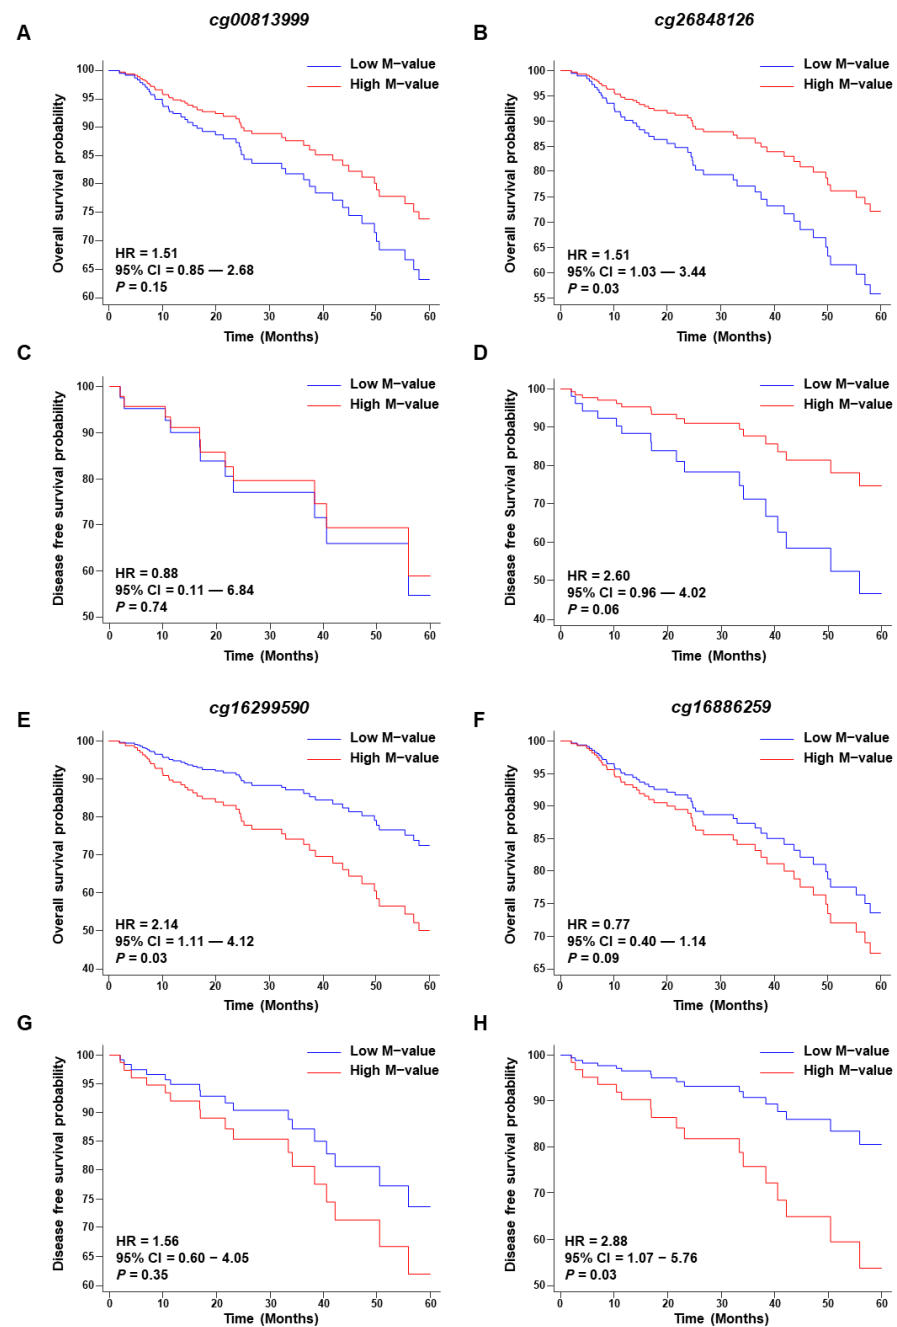 cg00813999
cg26848126
A
Low M−value
High M−value
Overall survival probability
100
95
90
85
80
75
70
65
60
HR = 1.51
95% CI = 0.85 — 2.68
P = 0.15
0 10 20 30 40 50 60
Time (Months)
B
Low M−value
High M−value
Overall survival probability
100
95
90
85
80
75
70
65
60
55
HR = 1.51
95% CI = 1.03 — 3.44
P = 0.03
0 10 20 30 40 50 60
Time (Months)
C
Low M−value
High M−value
Disease free survival probability
100
90
80
70
60
50
HR = 0.88
95% CI = 0.11 — 6.84
P = 0.74
0 10 20 30 40 50 60
Time (Months)
D
Low M−value
High M−value
Disease free Survival probability
100
90
80
70
60
50
40
HR = 2.60
95% CI = 0.96 — 4.02
P = 0.06
0 10 20 30 40 50 60
Time (Months)
cg16299590
cg16886259
E
Low M−value
High M−value
Overall survival probability
100
90
80
70
60
50
40
HR = 2.14
95% CI = 1.11 — 4.12
P = 0.03
0 10 20 30 40 50 60
Time (Months)
F
Low M−value
High M−value
Overall survival probability
100
95
90
85
80
75
70
65
HR = 0.77
95% CI = 0.40 — 1.14
P = 0.09
0 10 20 30 40 50 60
Time (Months)
G
Low M−value
High M−value
Disease free survival probability
100
95
90
85
80
75
70
65
60
HR = 1.56
95% CI = 0.60 − 4.05
P = 0.35
0 10 20 30 40 50 60
Time (Months)
H
Low M−value
High M−value
Disease free survival probability
100
90
80
70
60
50
HR = 2.88
95% CI = 1.07 − 5.76
P = 0.03
0 10 20 30 40 50 60
Time (Months)